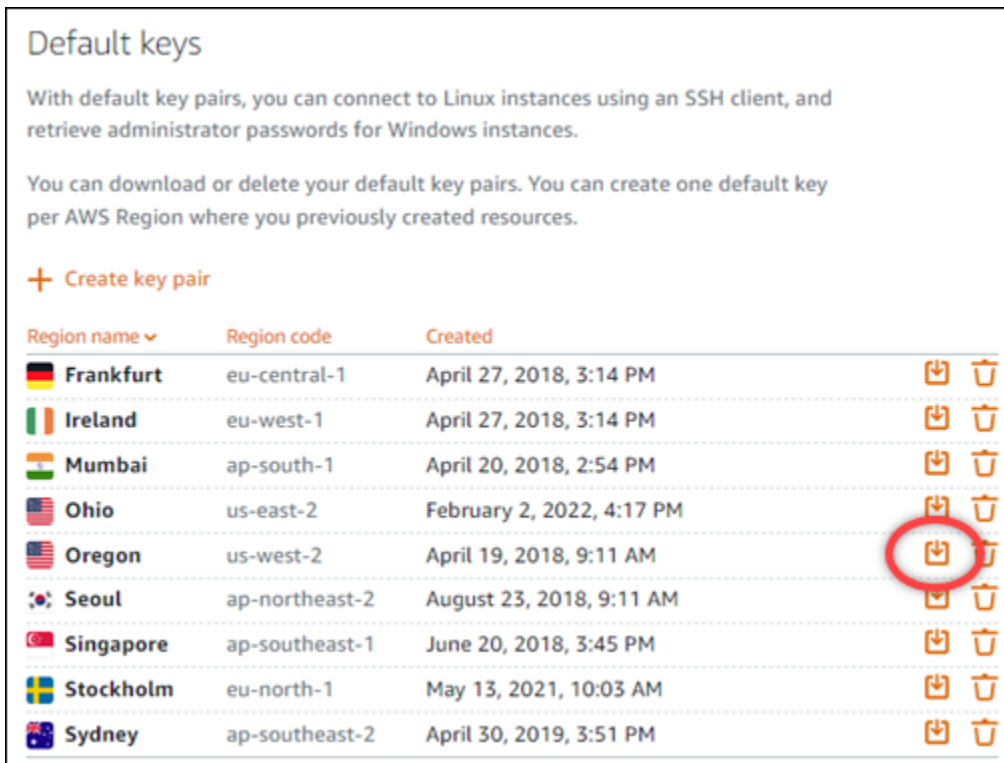 Default keys
With default key pairs, you can connect to Linux instances using an SSH client, and
retrieve administrator passwords for Windows instances.
You can download or delete your default key pairs. You can create one default key
per AWS Region where you previously created resources.
+ Create key pair
Region name Region code Created
Frankfurt eu-central-1 April 27, 2018, 3:14 PM
Ireland eu-west-1 April 27, 2018, 3:14 PM
Mumbai ap-south-1 April 20, 2018, 2:54 PM
Ohio us-east-2 February 2, 2022, 4:17 PM
Oregon us-west-2 April 19, 2018, 9:11 AM
Seoul ap-northeast-2 August 23, 2018, 9:11 AM
Singapore ap-southeast-1 June 20, 2018, 3:45 PM
Stockholm eu-north-1 May 13, 2021, 10:03 AM
Sydney ap-southeast-2 April 30, 2019, 3:51 PM